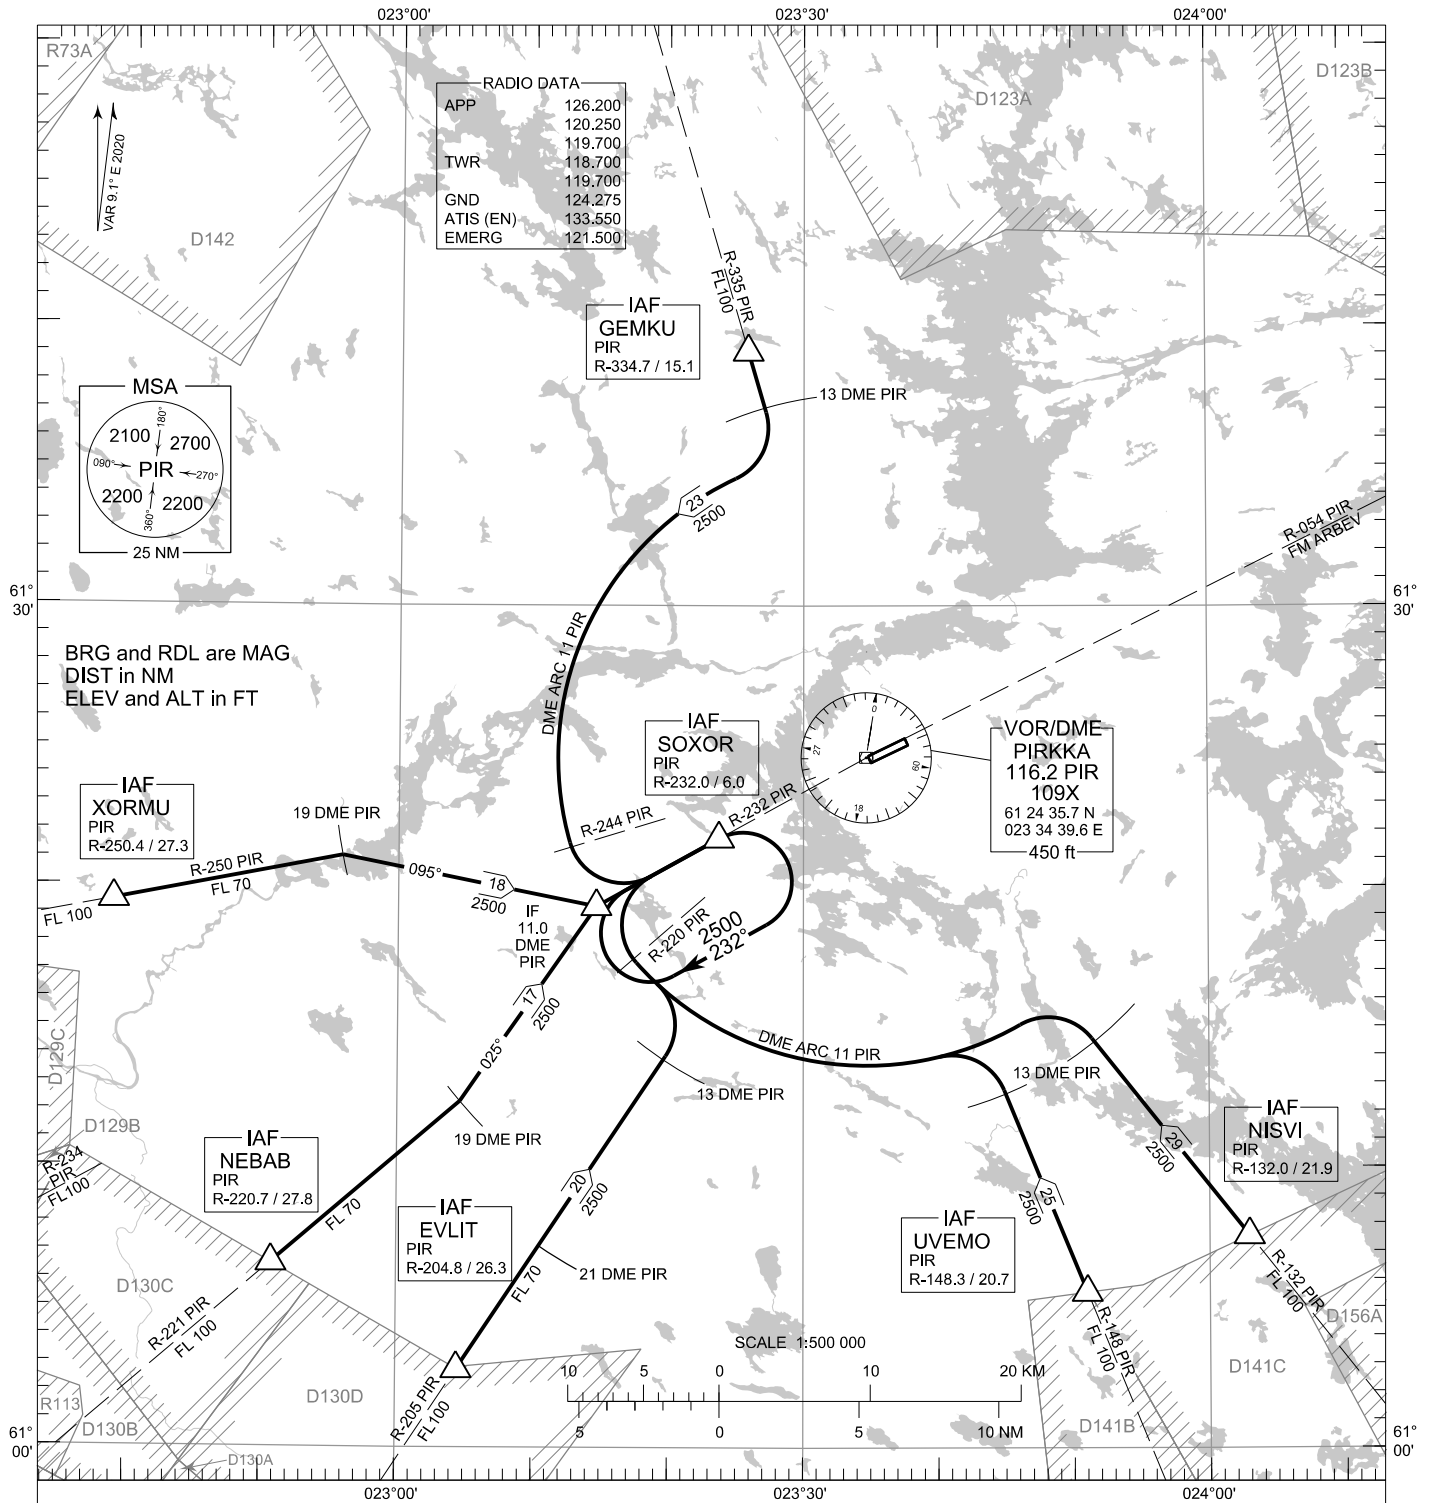 023°00'
023°30'
024°00'
R73A
D123B
D123A
RADIO DATA
APP 126.200
120.250
119.700
TWR 118.700
119.700
GND 124.275
ATIS (EN) 133.550
EMERG 121.500
VAR 9.1° E 2020
D142
R-335 PIR
FL100
IAF
GEMKU
PIR
R-334.7 / 15.1
13 DME PIR
MSA
2100
180°
2700
090°
PIR
270°
2200
360°
2200
25 NM
23
2500
R-054 PIR
FM ARBEV
61°
30'
61°
30'
BRG and RDL are MAG
DIST in NM
ELEV and ALT in FT
DME ARC 11 PIR
IAF
SOXOR
PIR
R-232.0 / 6.0
0
27
09
18
VOR/DME
PIRKKA
116.2 PIR
109X
61 24 35.7 N
023 34 39.6 E
450 ft
IAF
XORMU
PIR
R-250.4 / 27.3
19 DME PIR
R-244 PIR
R-232 PIR
R-250 PIR
FL 70
FL 100
095°
18
2500
IF
11.0
DME
PIR
R-220 PIR
2500
232°
17
2500
025°
DME ARC 11 PIR
D129C
13 DME PIR
13 DME PIR
D129B
19 DME PIR
IAF
NISVI
PIR
R-132.0 / 21.9
29
2500
IAF
NEBAB
PIR
R-220.7 / 27.8
R-234
PIR
FL100
20
2500
25
2500
FL 70
IAF
EVLIT
PIR
R-204.8 / 26.3
IAF
UVEMO
PIR
R-148.3 / 20.7
21 DME PIR
FL 70
D130C
R-221 PIR
FL 100
R-132 PIR
FL 100
D156A
R-148 PIR
FL 100
D141C
SCALE 1:500 000
10 5 0 10 20 KM
5 0 5 10 NM
R113
D130B
D130D
R-205 PIR
FL100
D141B
D130A
61°
00'
61°
00'
023°00'
023°30'
024°00'